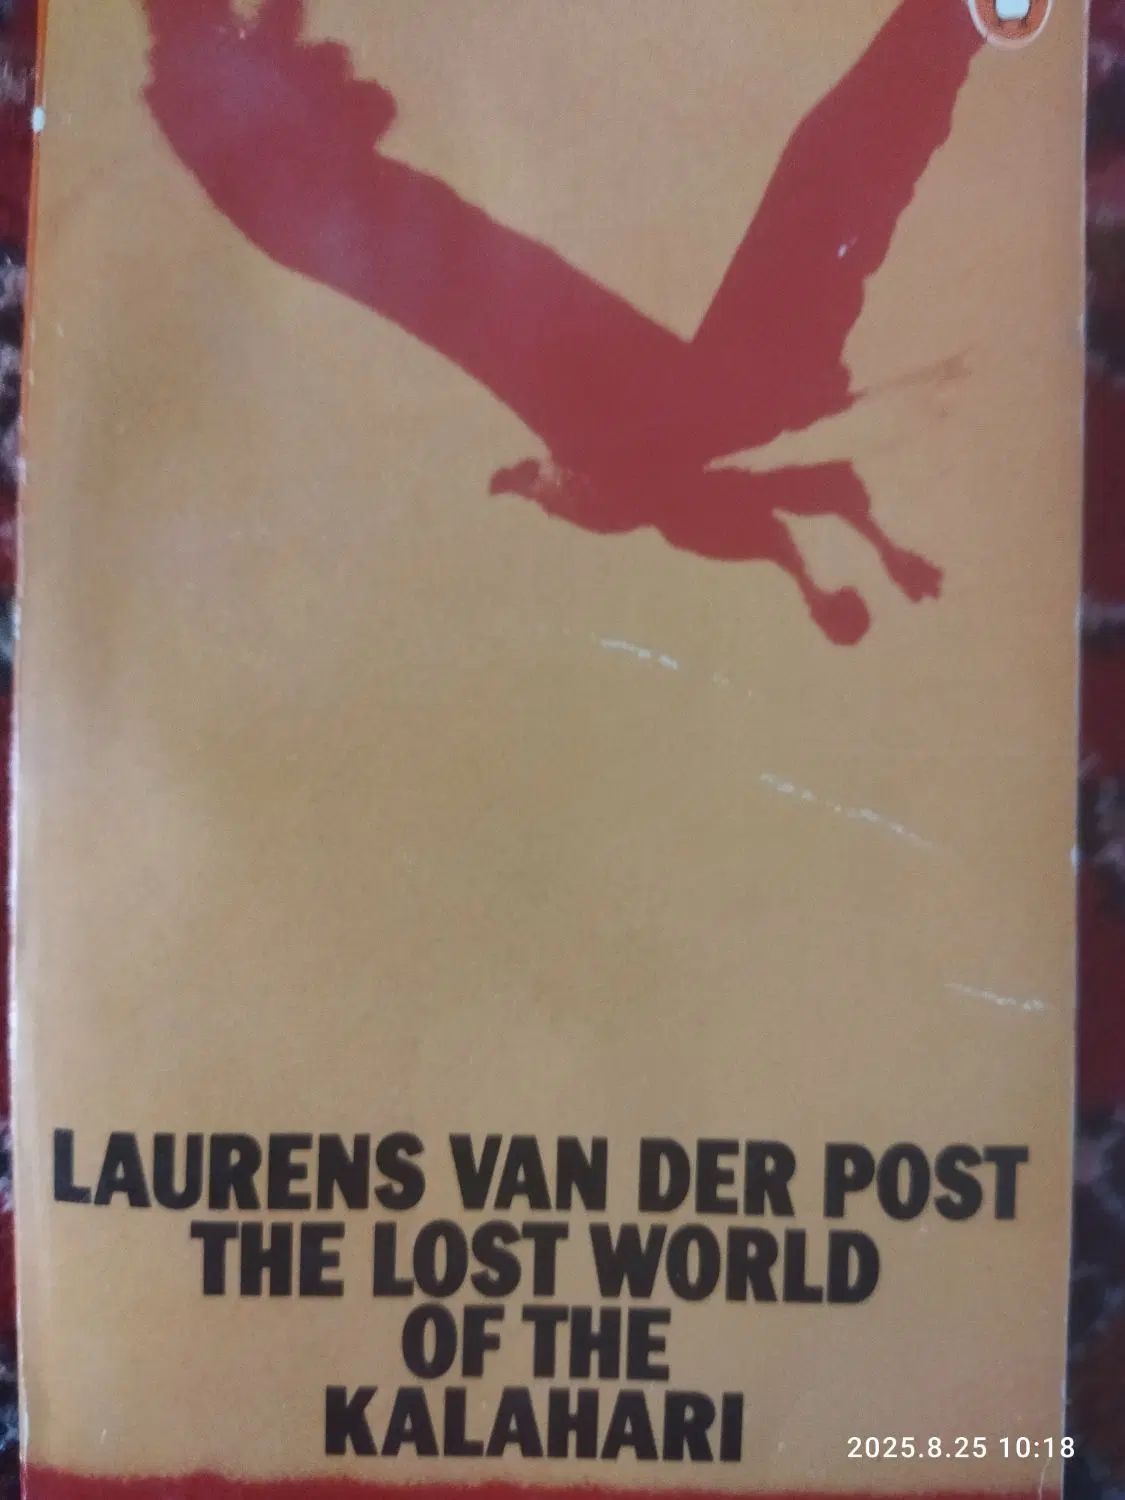 LAURENS VAN DER POST
THE LOST WORLD
OF THE
KALAHARI
2025.8.25 10:18